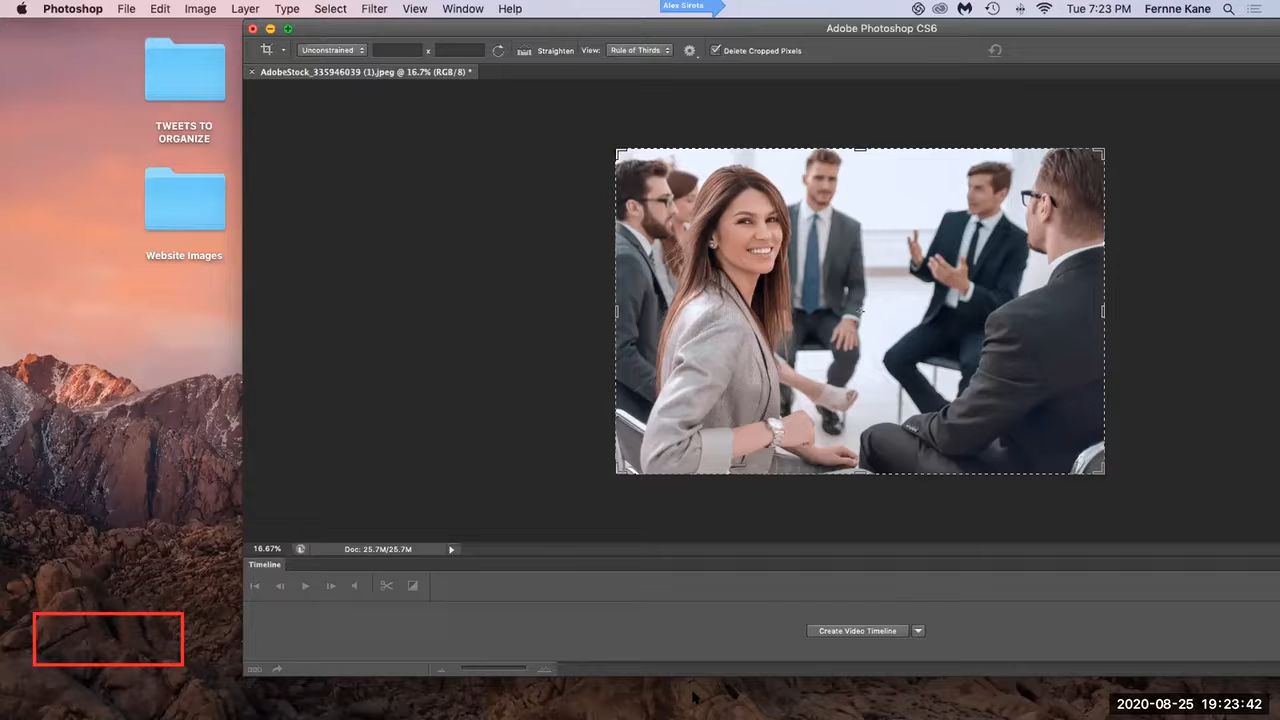 Photoshop File Edit Image Layer Type Select Filter View Window Help Alex Sirots Tue 7:23 PM Fernne Kane
Adobe Photoshop CS6
Unconstrained x Straighten View: Rule of Thirds Delete Cropped Pixels
× AdobeStock_335946039 (1).jpeg @ 16.7% (RGB/8) *
TWEETS TO
ORGANIZE
Website Images
16.67% Doc: 25.7M/25.7M
Timeline
Create Video Timeline
2020-08-25 19:23:42